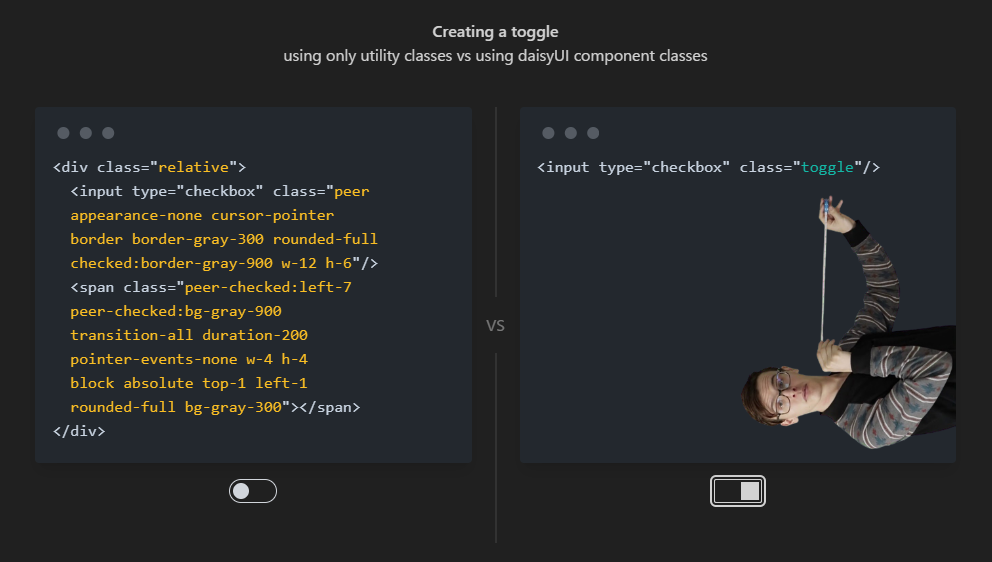 Creating a toggle
using only utility classes vs using daisyUI component classes
<div class="relative">
<input type="checkbox" class="peer
appearance-none cursor-pointer
border border-gray-300 rounded-full
checked:border-gray-900 w-12 h-6"/>
<span class="peer-checked:left-7
peer-checked:bg-gray-900
transition-all duration-200
pointer-events-none w-4 h-4
block absolute top-1 left-1
rounded-full bg-gray-300"></span>
</div>
VS
<input type="checkbox" class="toggle"/>